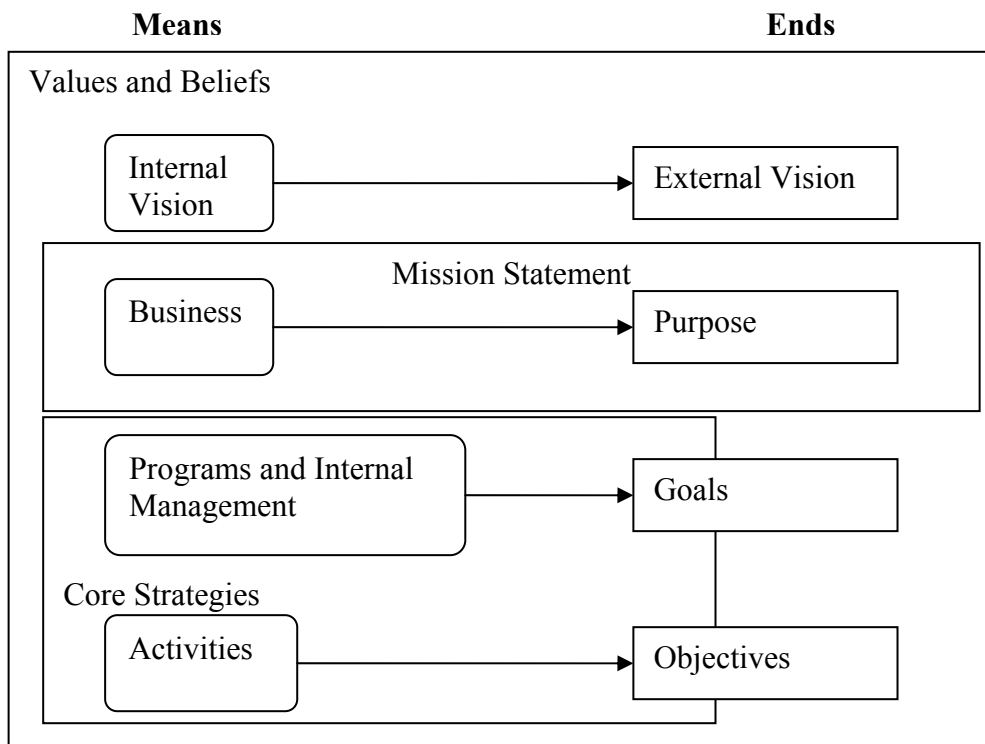 Means
Ends
Values and Beliefs
Internal
Vision
External Vision
Mission Statement
Business
Purpose
Programs and Internal
Management
Goals
Core Strategies
Activities
Objectives